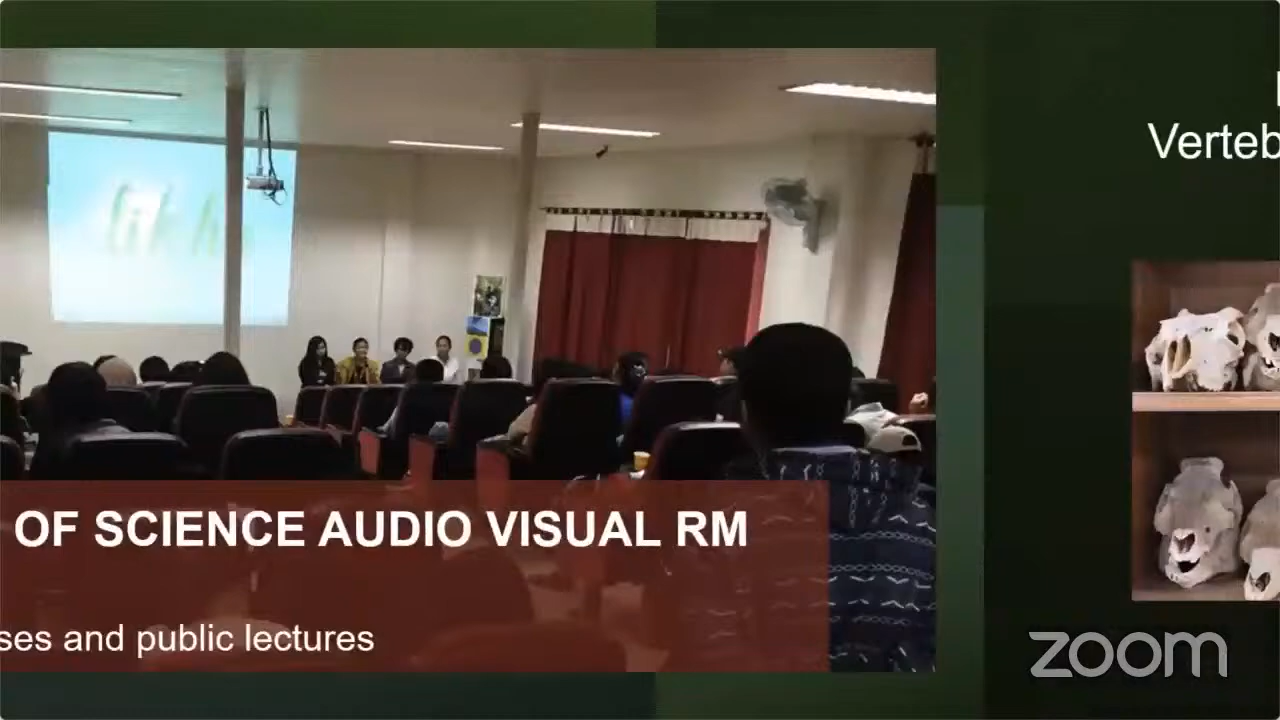 OF SCIENCE AUDIO VISUAL RM
ses and public lectures
Verteb
zoom